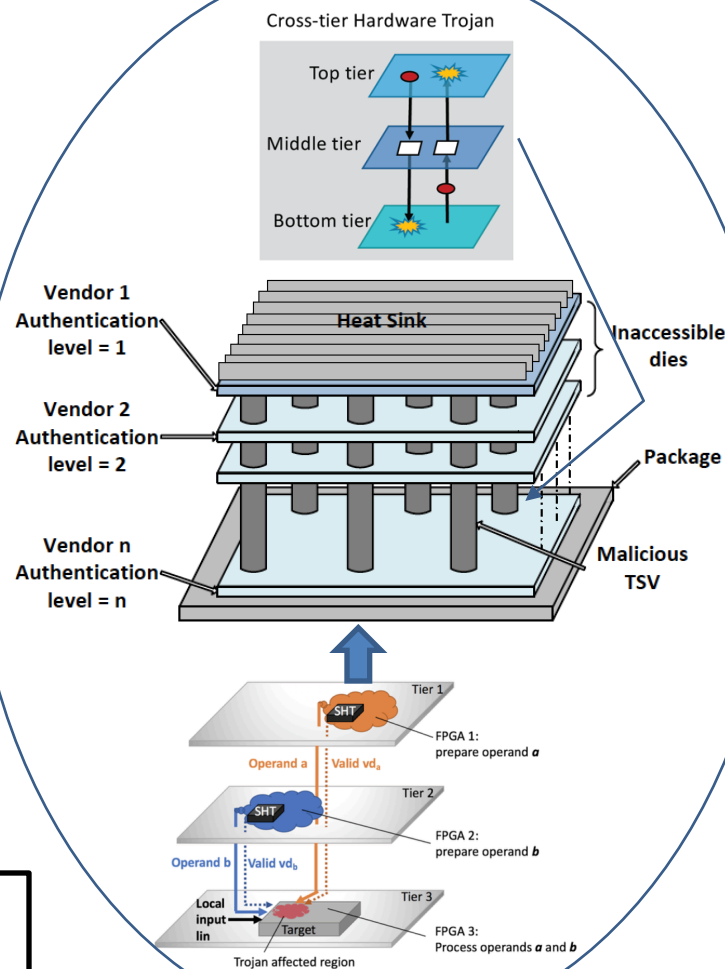 Cross-tier Hardware Trojan
Top tier
Middle tier
Bottom tier
Vendor 1
Authentication
level = 1
Heat Sink
Inaccessible
dies
Vendor 2
Authentication
level = 2
Package
Vendor n
Authentication
level = n
Malicious
TSV
Tier 1
SHT
FPGA 1:
prepare operand a
Operand a
Valid vda
Tier 2
SHT
FPGA 2:
prepare operand b
Operand b
Valid vdb
Tier 3
Local
input
lin
Target
FPGA 3:
Process operands a and b
Trojan affected region